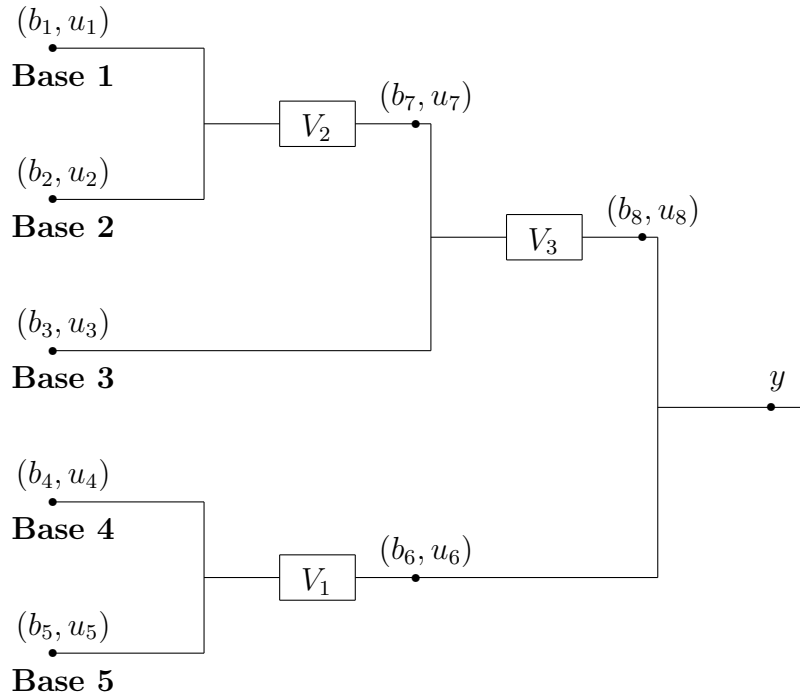 (b₁, u₁)
Base 1
V₂
(b₇, u₇)
(b₂, u₂)
Base 2
V₃
(b₈, u₈)
(b₃, u₃)
Base 3
y
(b₄, u₄)
Base 4
V₁
(b₆, u₆)
(b₅, u₅)
Base 5